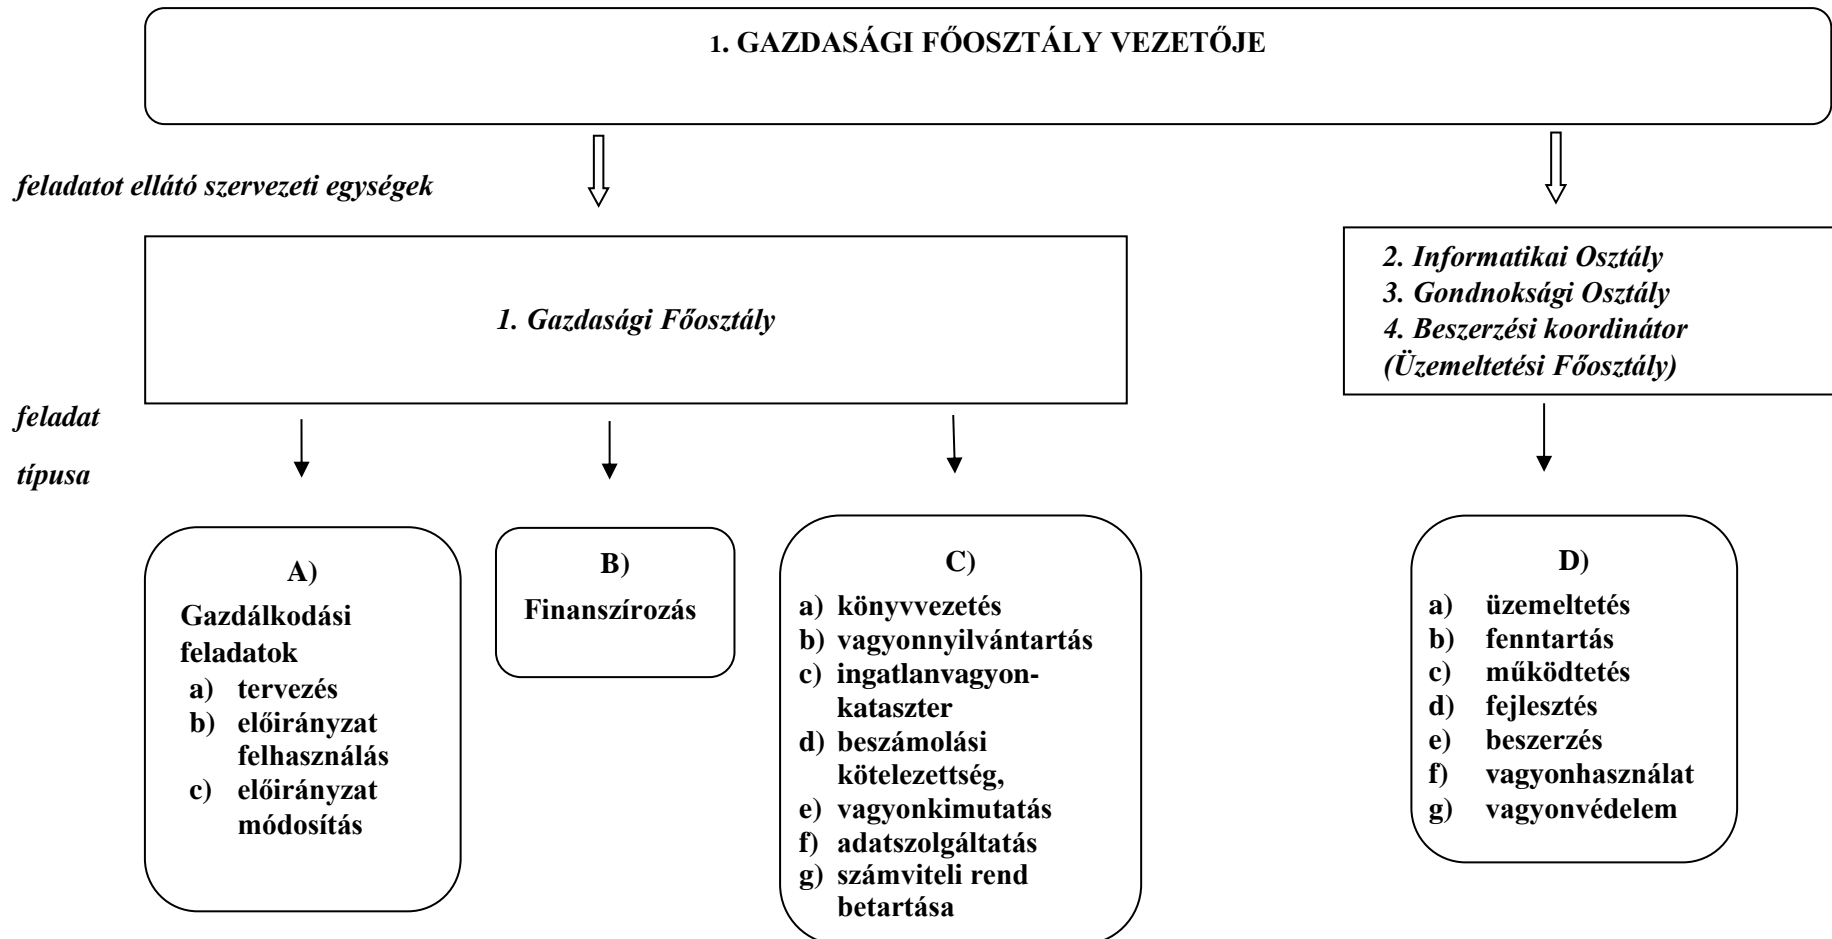 1. GAZDASÁGI FŐOSZTÁLY VEZETŐJE
feladatot ellátó szervezeti egységek
1. Gazdasági Főosztály
2. Informatikai Osztály
3. Gondnoksági Osztály
4. Beszerzési koordinátor
(Üzemeltetési Főosztály)
feladat
típusa
A)
Gazdálkodási
feladatok
a) tervezés
b) előirányzat
felhasználás
c) előirányzat
módosítás
B)
Finanszírozás
C)
a) könyvvezetés
b) vagyonnyilvántartás
c) ingatlanvagyon-
kataszter
d) beszámolási
kötelezettség,
e) vagyonkimutatás
f) adatszolgáltatás
g) számviteli rend
betartása
D)
a) üzemeltetés
b) fenntartás
c) működtetés
d) fejlesztés
e) beszerzés
f) vagyonhasználat
g) vagyonvédelem